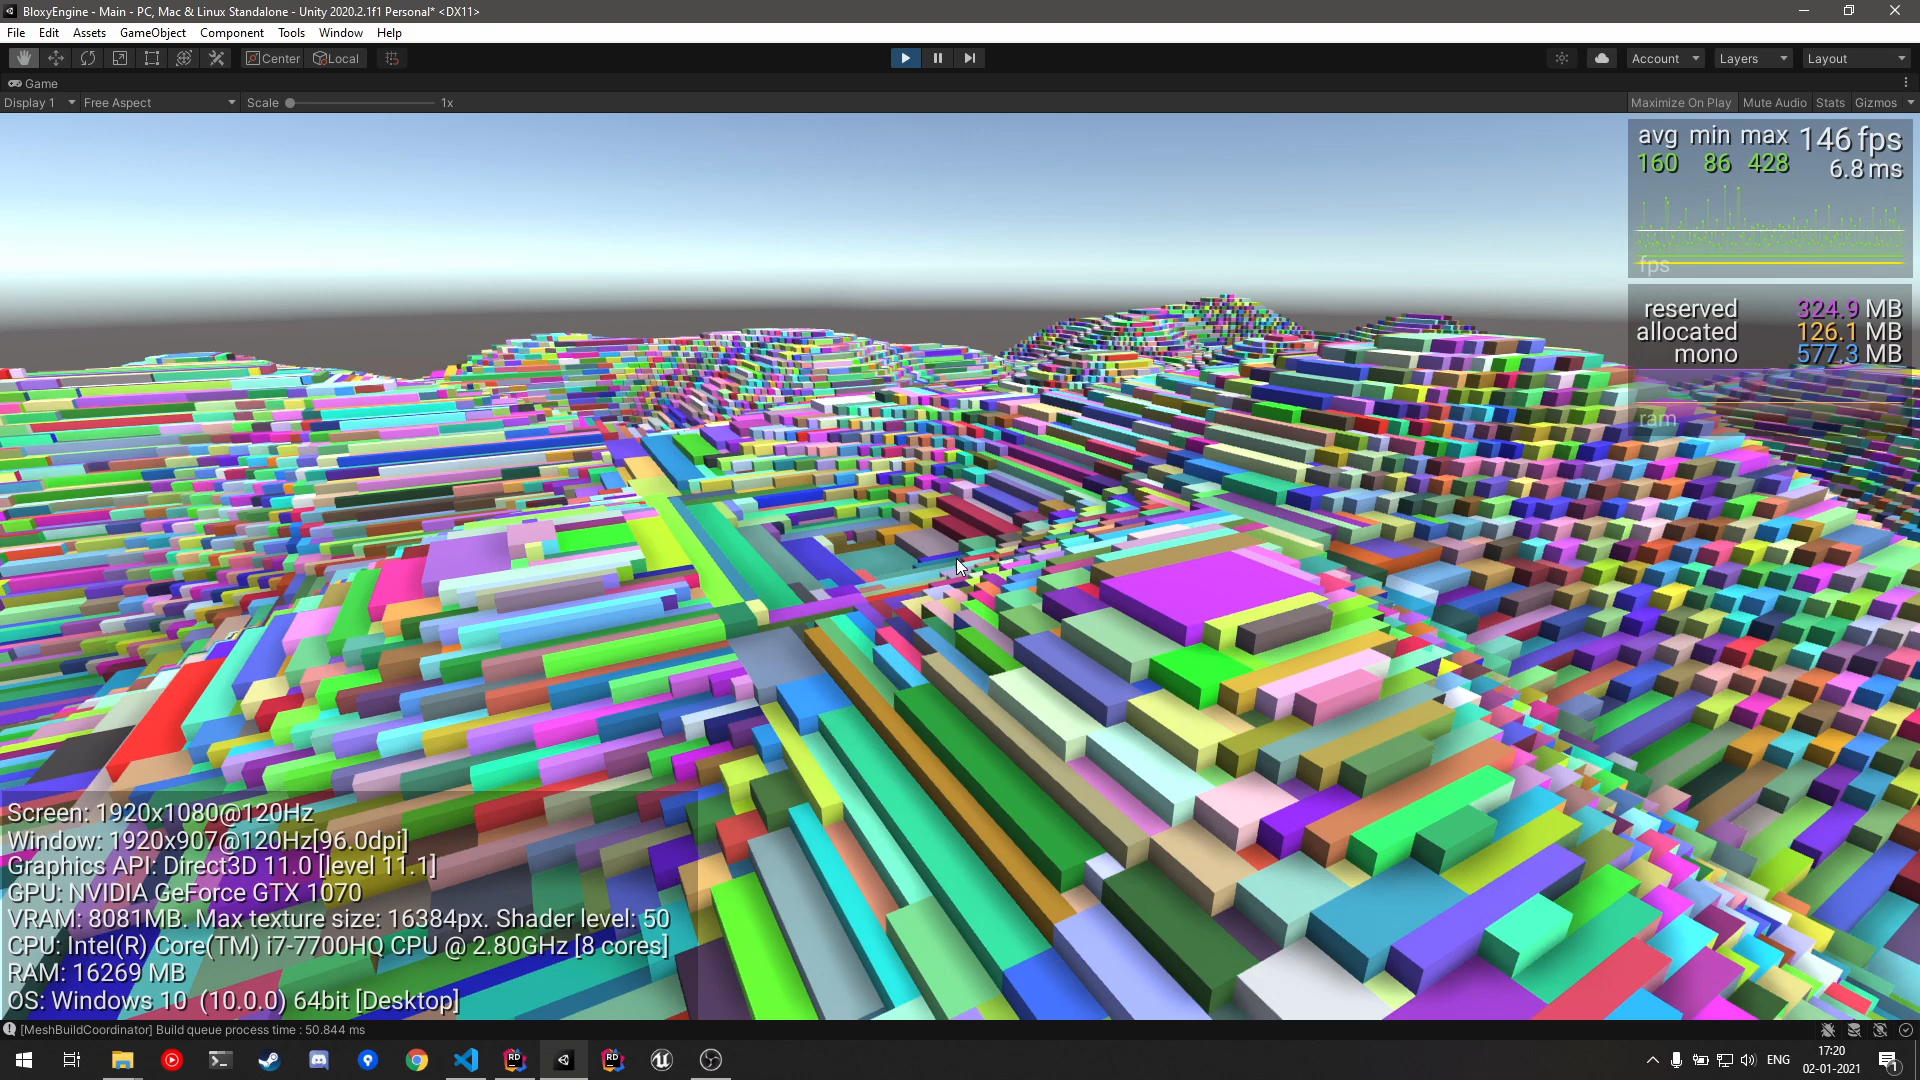 BloxyEngine - Main - PC, Mac & Linux Standalone - Unity 2020.2.1f1 Personal* <DX11>
File Edit Assets GameObject Component Tools Window Help
Center Local Account Layers Layout
Game
Display 1 Free Aspect Scale 1x Maximize On Play Mute Audio Stats Gizmos
avg min max 146 fps
160 86 428 6.8 ms
fps
reserved 324.9 MB
allocated 126.1 MB
mono 577.3 MB
ram
Screen: 1920x1080@120Hz
Window: 1920x907@120Hz[96.0dpi]
Graphics API: Direct3D 11.0 [level 11.1]
GPU: NVIDIA GeForce GTX 1070
VRAM: 8081MB. Max texture size: 16384px. Shader level: 50
CPU: Intel(R) Core(TM) i7-7700HQ CPU @ 2.80GHz [8 cores]
RAM: 16269 MB
OS: Windows 10 (10.0.0) 64bit [Desktop]
[MeshBuildCoordinator] Build queue process time : 50.844 ms
RD RD ENG 17:20
02-01-2021 1